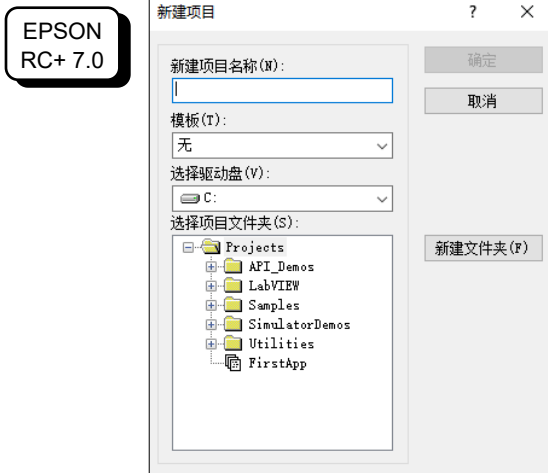 EPSON
RC+ 7.0
新建项目
?
×
新建项目名称(N):
确定
取消
模板(T):
无
选择驱动盘(V):
C:
选择项目文件夹(S):
新建文件夹(F)
Projects
API_Demos
LabVIEW
Samples
SimulatorDemos
Utilities
FirstApp